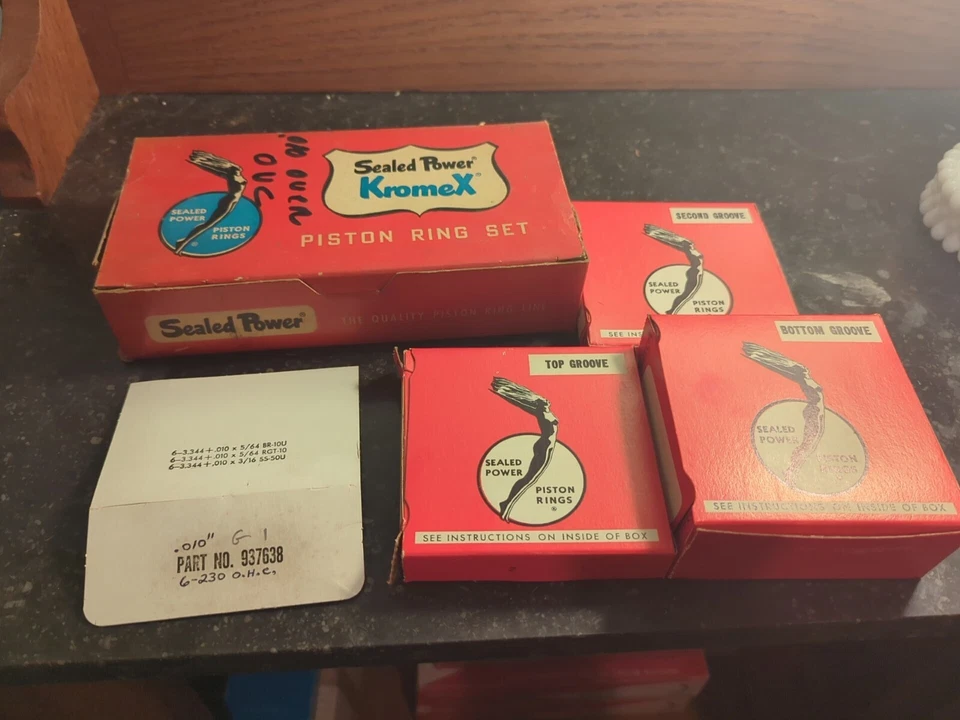 .010 OVER
OVS
Sealed Power®
KromeX®
PISTON RING SET
SEALED
POWER
PISTON
RINGS
®
Sealed Power®
THE QUALITY PISTON RING LINE
SECOND GROOVE
SEALED
POWER
PISTON
RINGS
SEE INS
BOTTOM GROOVE
SEALED
POWER
PISTON
RINGS
SEE INSTRUCTIONS ON INSIDE OF BOX
TOP GROOVE
SEALED
POWER
PISTON
RINGS
®
SEE INSTRUCTIONS ON INSIDE OF BOX
6—3.344+.010 x 5/64 BR-10U
6—3.344+.010 x 5/64 RGT-10
6—3.344+.010 x 3/16 SS-50U
.010" G 1
PART NO. 937638
6-230 O.H.C.